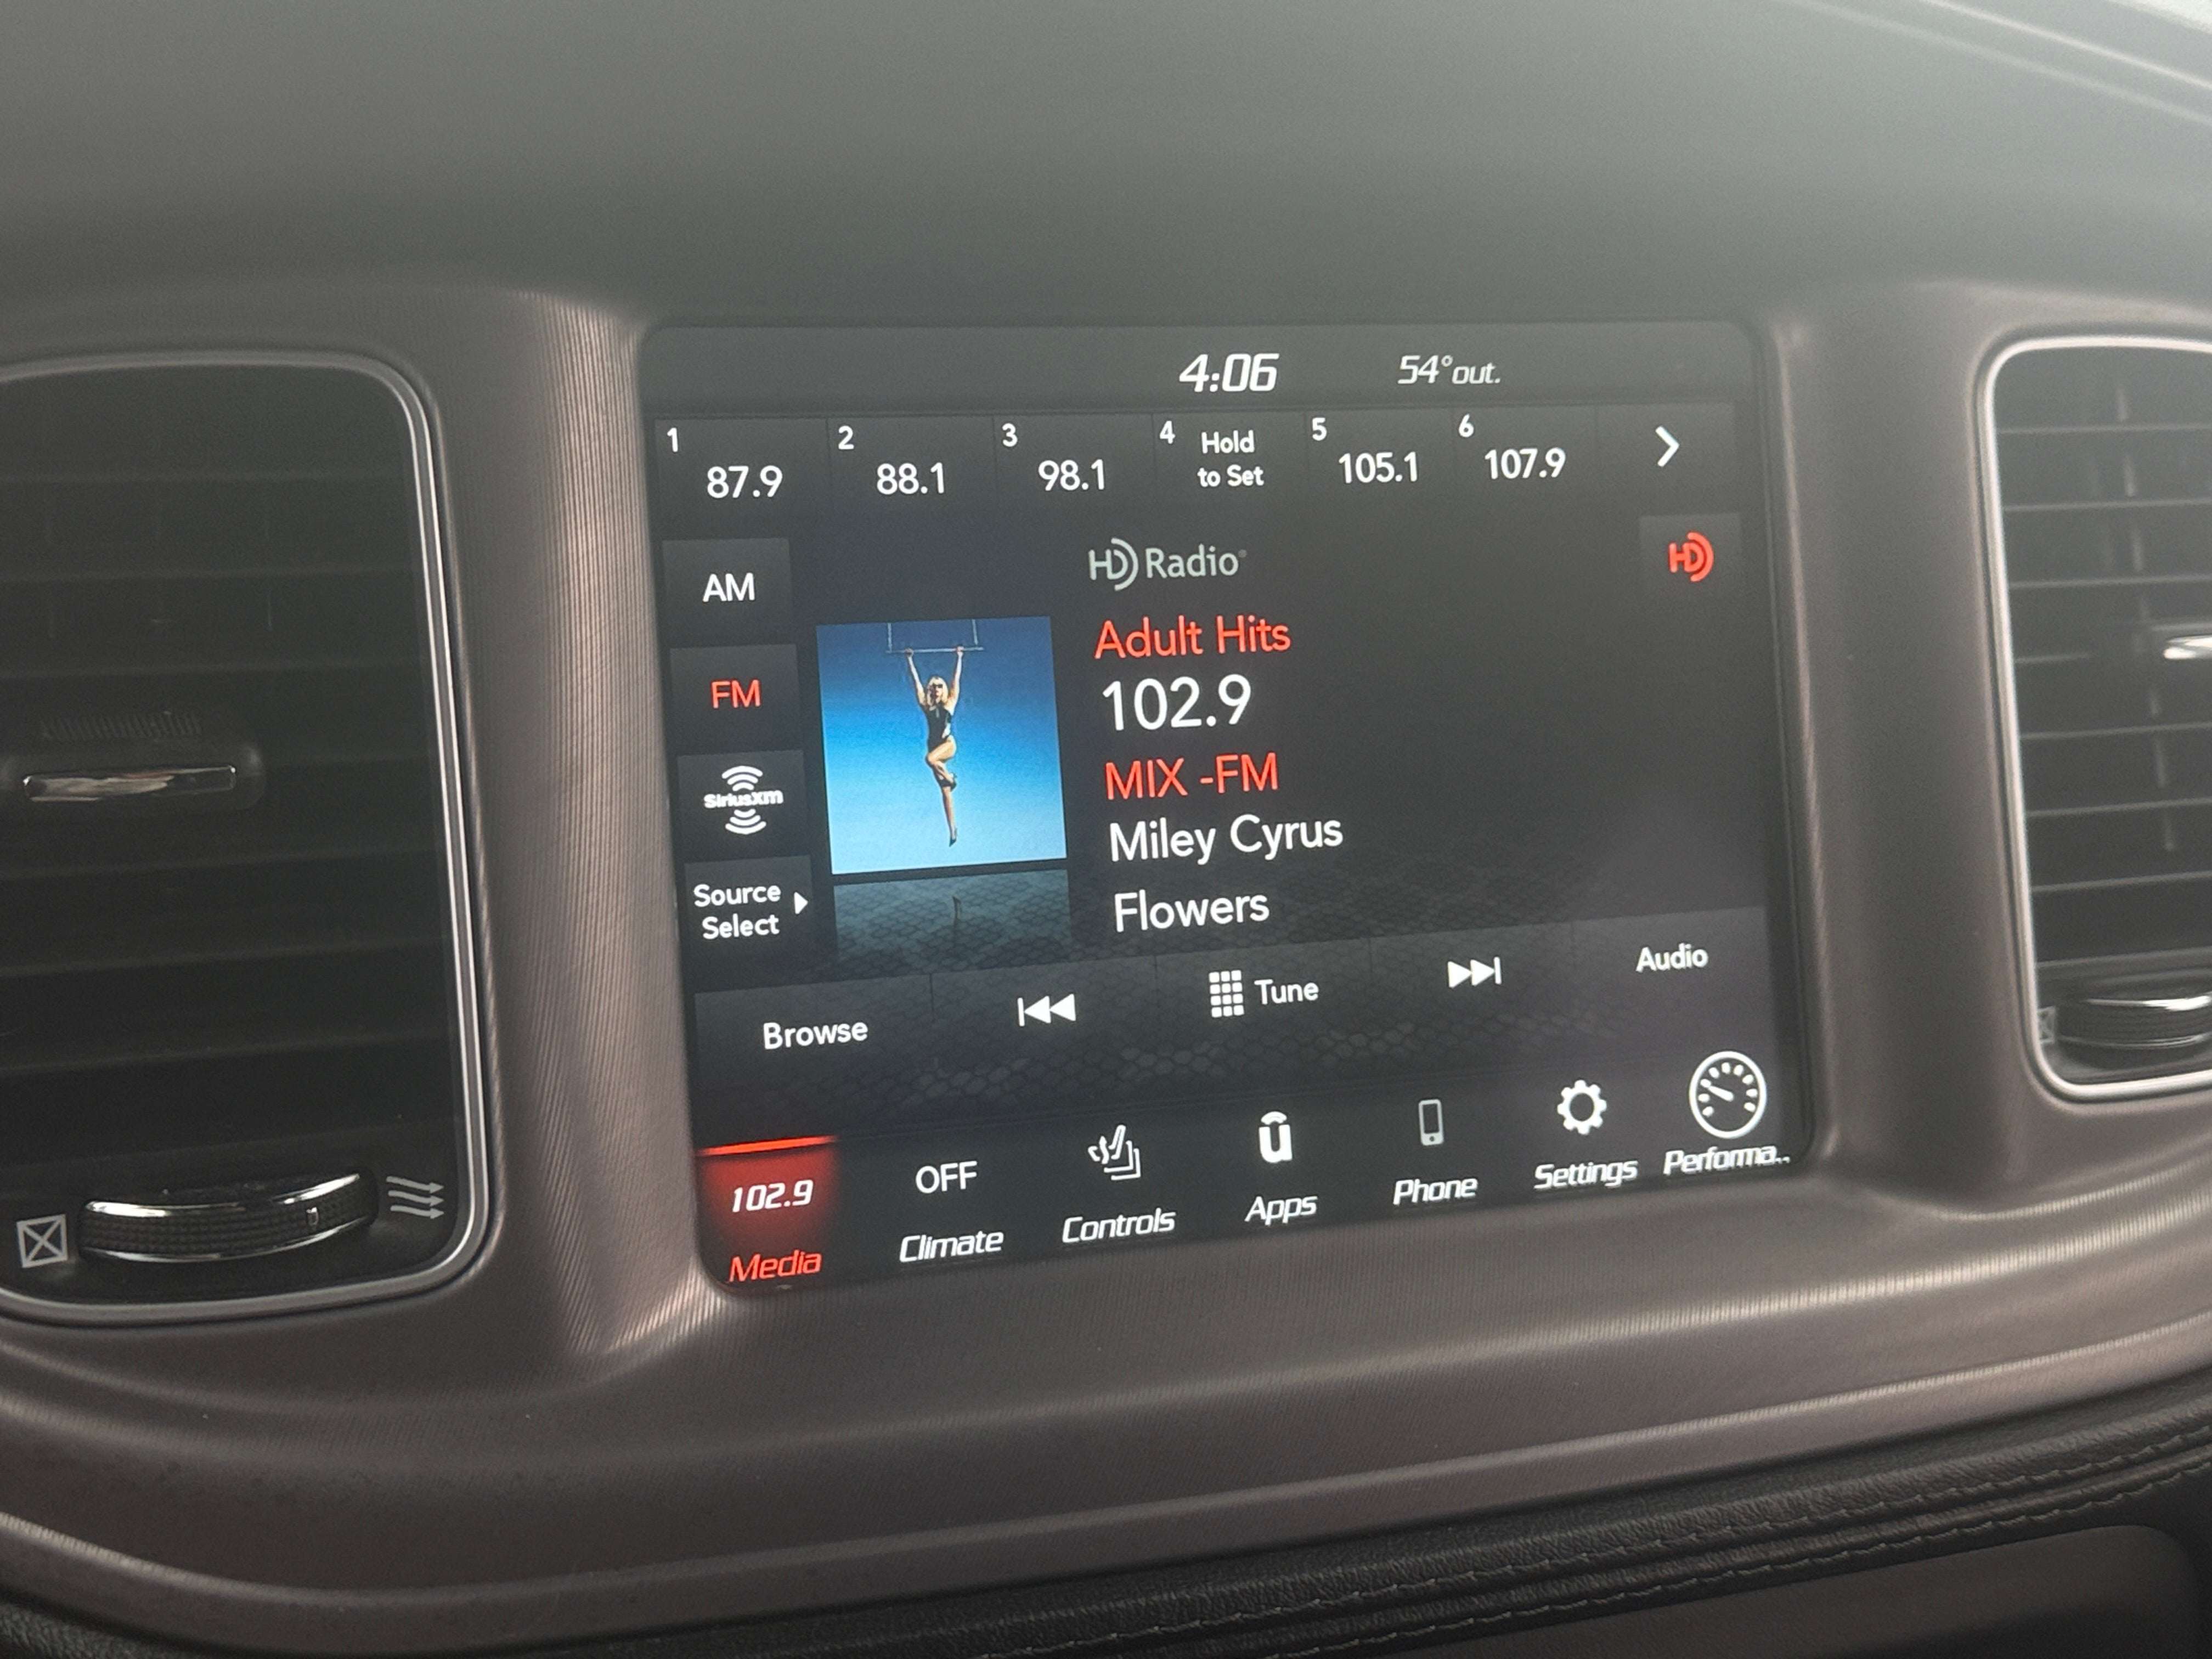 4:06 54°out.
1 2 3 4 Hold 5 6
87.9 88.1 98.1 to Set 105.1 107.9
HD Radio®
HD
AM
Adult Hits
FM
102.9
MIX -FM
SiriusXM
Miley Cyrus
Source
Select
Flowers
Browse Tune Audio
102.9 OFF
Media Climate Controls Apps Phone Settings Performa..